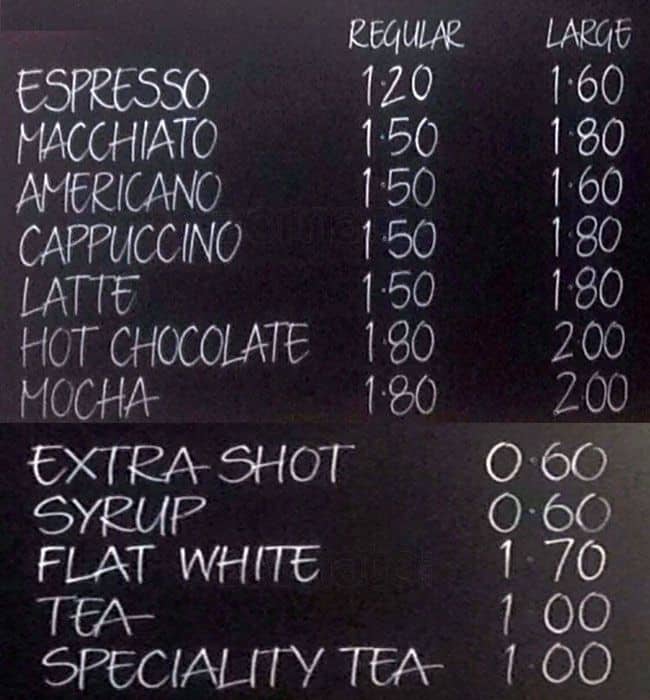 REGULAR LARGE
ESPRESSO 1·20 1·60
MACCHIATO 1·50 1·80
AMERICANO 1·50 1·60
CAPPUCCINO 1·50 1·80
LATTE 1·50 1·80
HOT CHOCOLATE 1·80 2·00
MOCHA 1·80 2·00
EXTRA SHOT 0·60
SYRUP 0·60
FLAT WHITE 1·70
TEA 1·00
SPECIALITY TEA 1·00